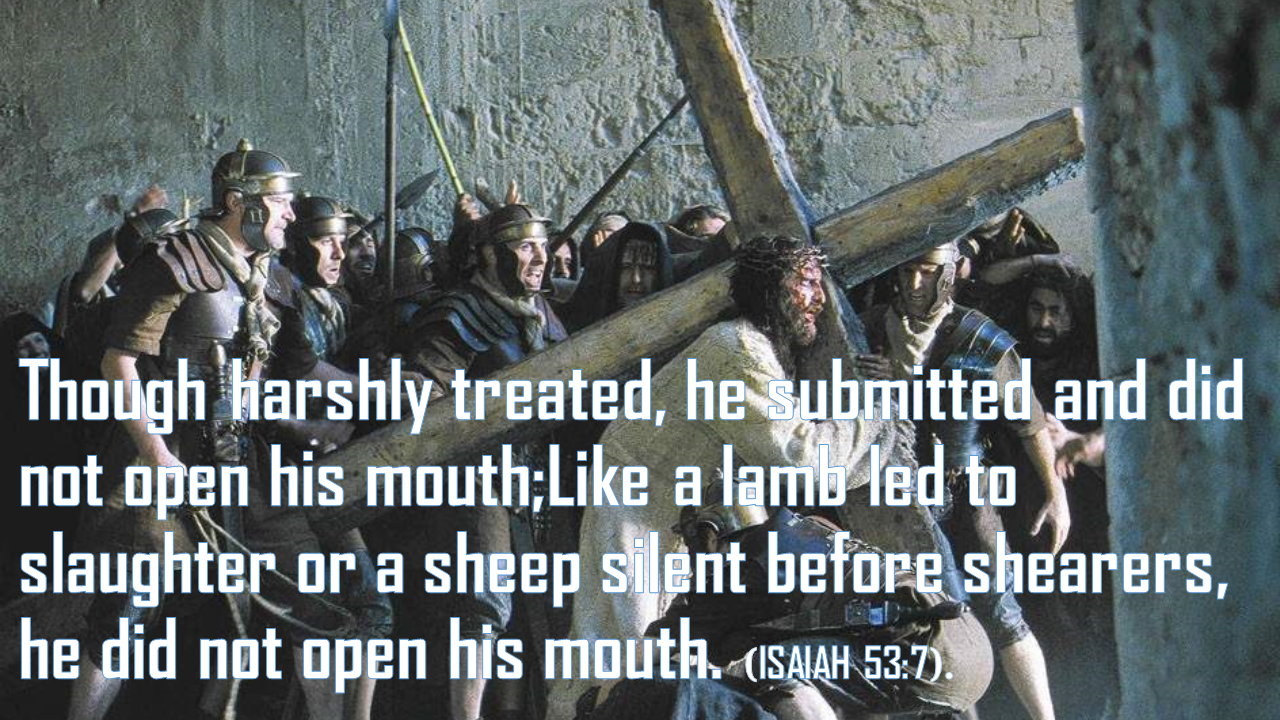 Though harshly treated, he submitted and did
not open his mouth;Like a lamb led to
slaughter or a sheep silent before shearers,
he did not open his mouth. (ISAIAH 53:7).